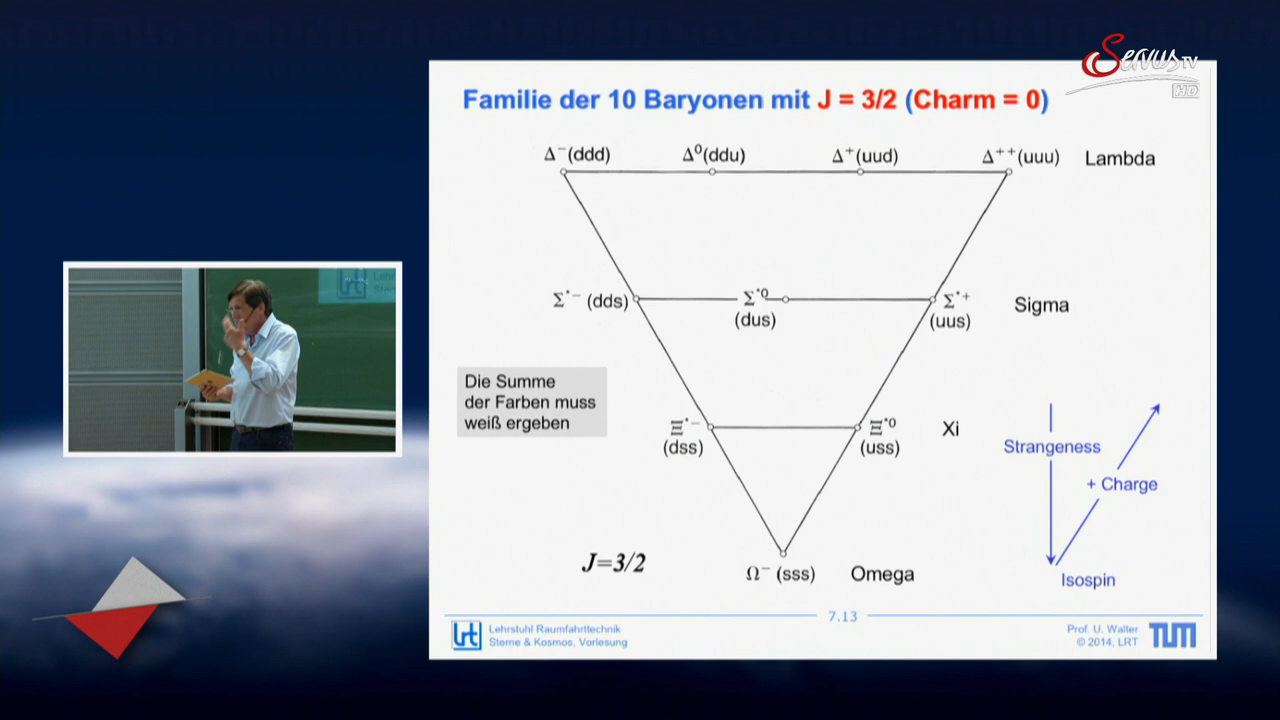 Servus TV
HD
Familie der 10 Baryonen mit J = 3/2 (Charm = 0)
Δ⁻(ddd) Δ⁰(ddu) Δ⁺(uud) Δ⁺⁺(uuu) Lambda
Σ*⁻ (dds) Σ*⁰ Σ*⁺ Sigma
(dus) (uus)
Die Summe
der Farben muss
weiß ergeben
Ξ*⁻ Ξ*⁰ Xi
(dss) (uss)
Strangeness
+ Charge
J=3/2
Ω⁻ (sss) Omega
Isospin
7.13
lrt Lehrstuhl Raumfahrttechnik
Sterne & Kosmos, Vorlesung
Prof. U. Walter
© 2014, LRT
TUM
lrt